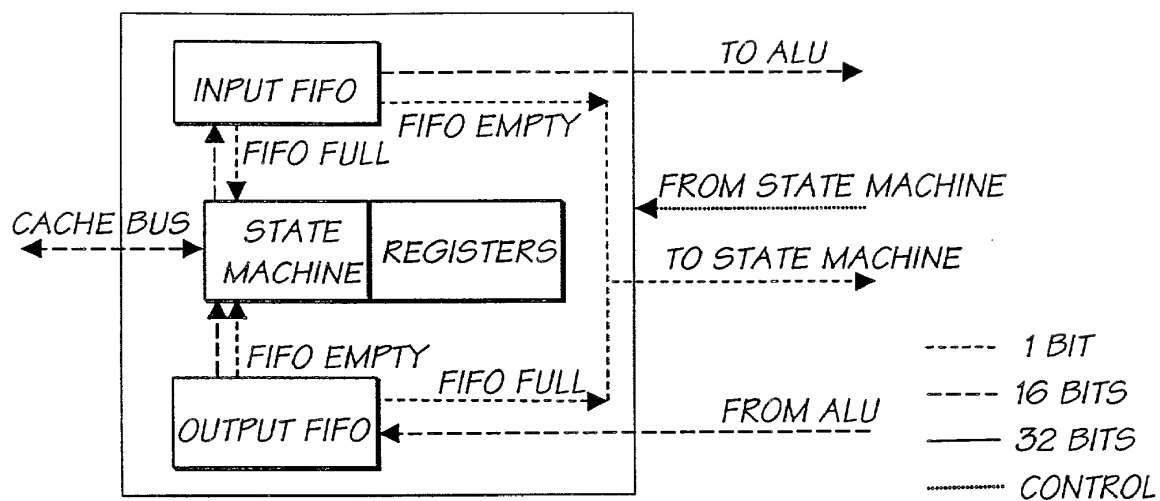 TO ALU
INPUT FIFO
FIFO EMPTY
FIFO FULL
FROM STATE MACHINE
CACHE BUS
STATE
MACHINE
REGISTERS
TO STATE MACHINE
FIFO EMPTY
1 BIT
FIFO FULL
16 BITS
OUTPUT FIFO
FROM ALU
32 BITS
CONTROL